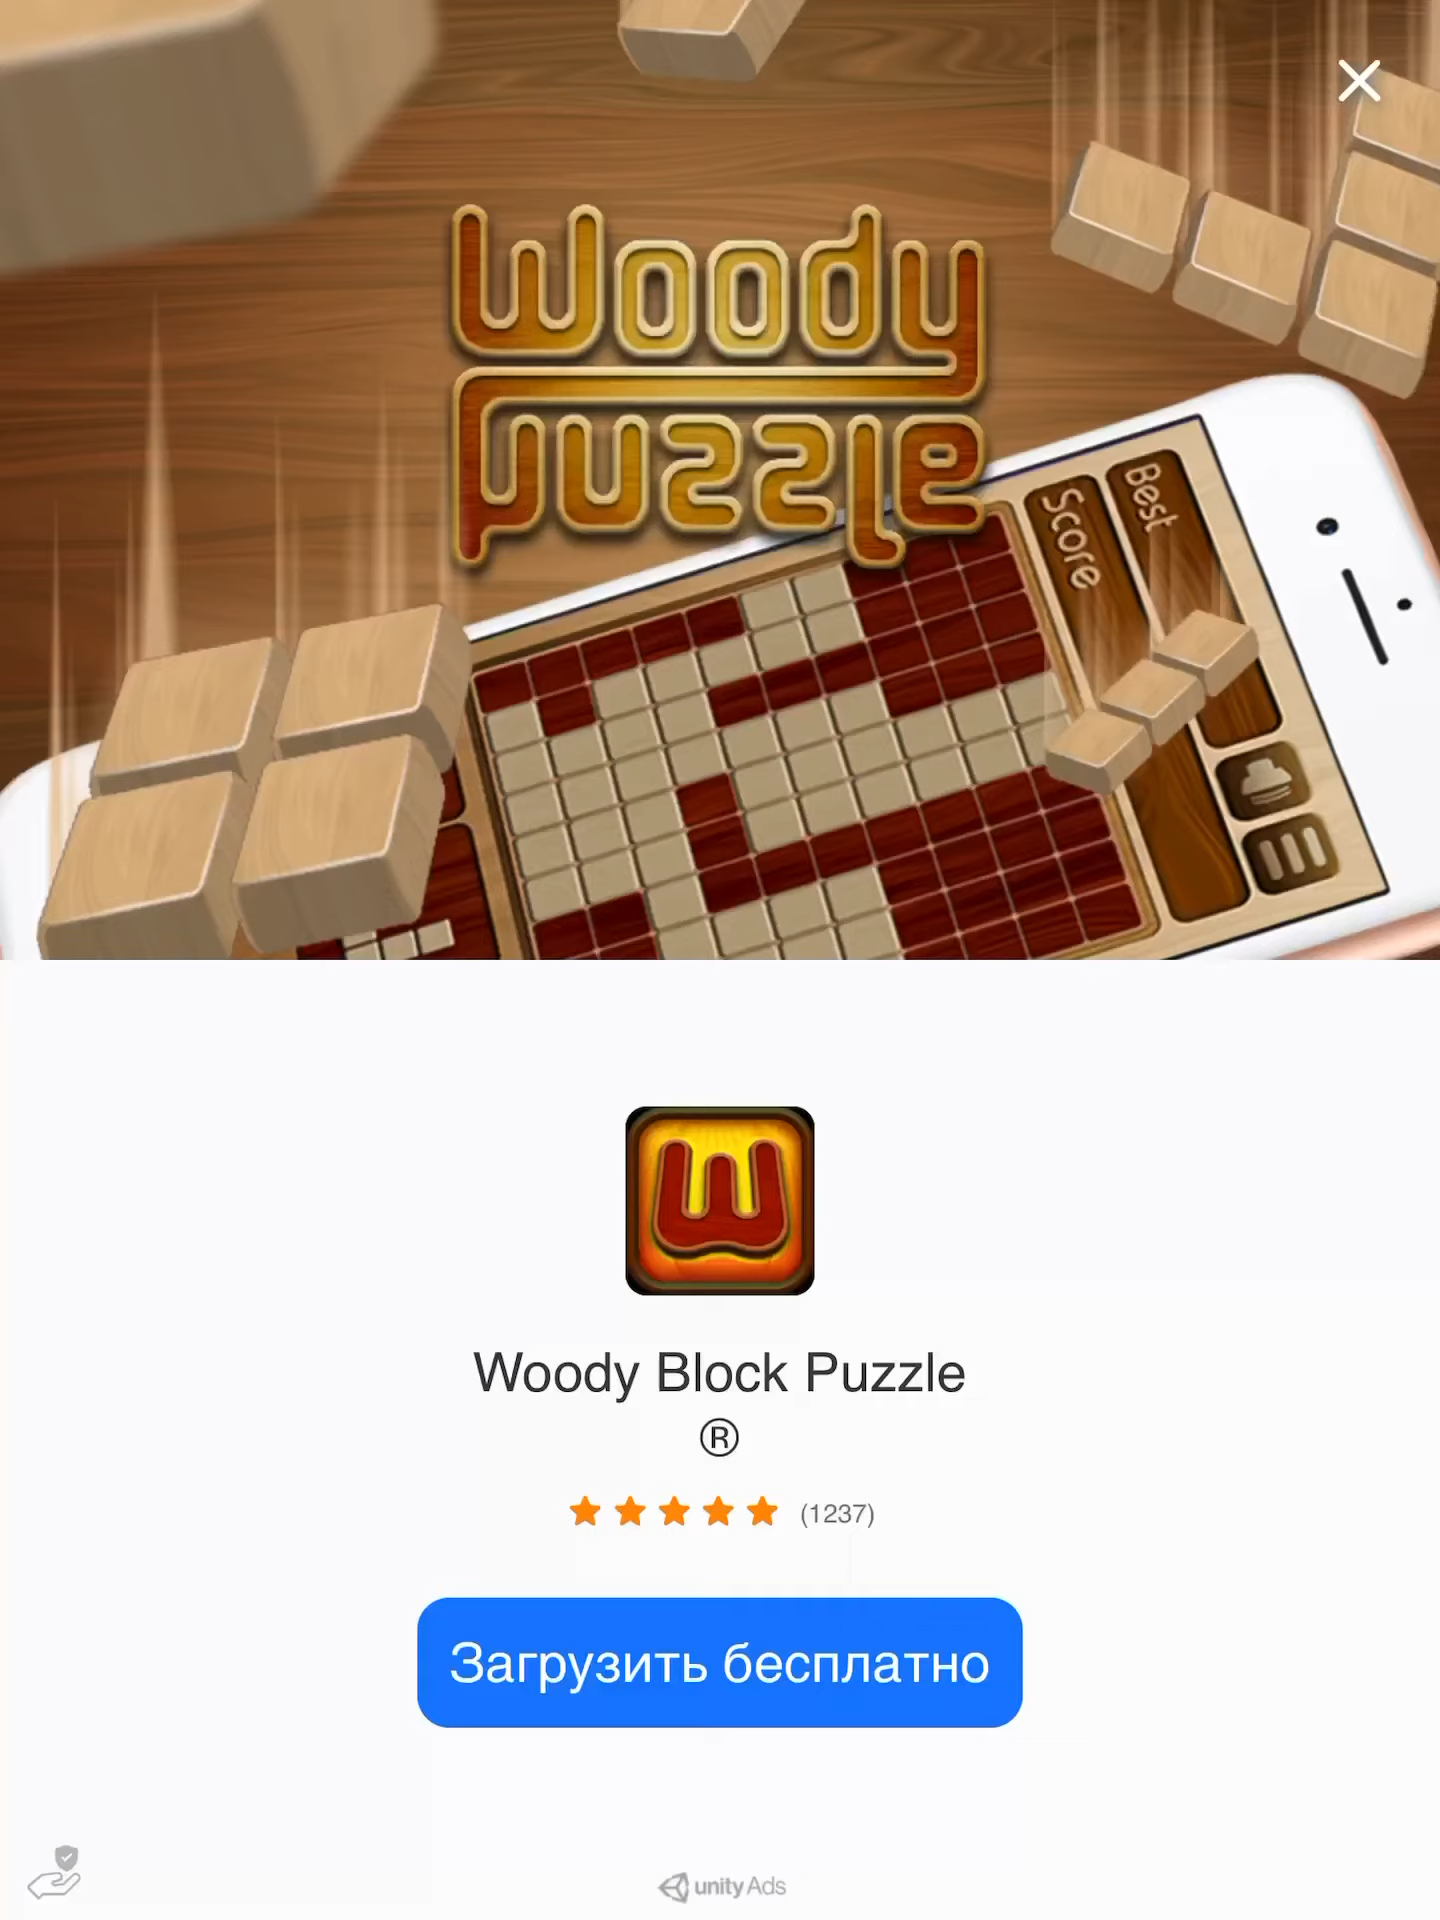 Woody
Puzzle
Best
Score
W
Woody Block Puzzle
®
(1237)
Загрузить бесплатно
unity Ads